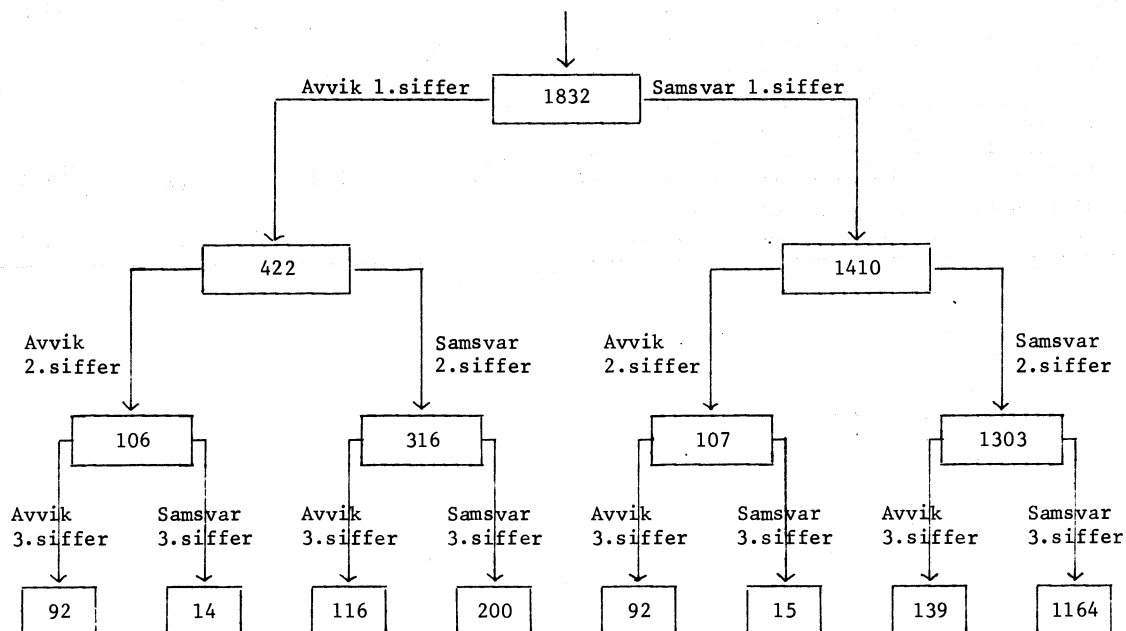 Avvik 1.siffer
1832
Samsvar 1.siffer
422
1410
Avvik
2.siffer
Samsvar
2.siffer
Avvik
2.siffer
Samsvar
2.siffer
106
316
107
1303
Avvik
3.siffer
Samsvar
3.siffer
Avvik
3.siffer
Samsvar
3.siffer
Avvik
3.siffer
Samsvar
3.siffer
Avvik
3.siffer
Samsvar
3.siffer
92
14
116
200
92
15
139
1164